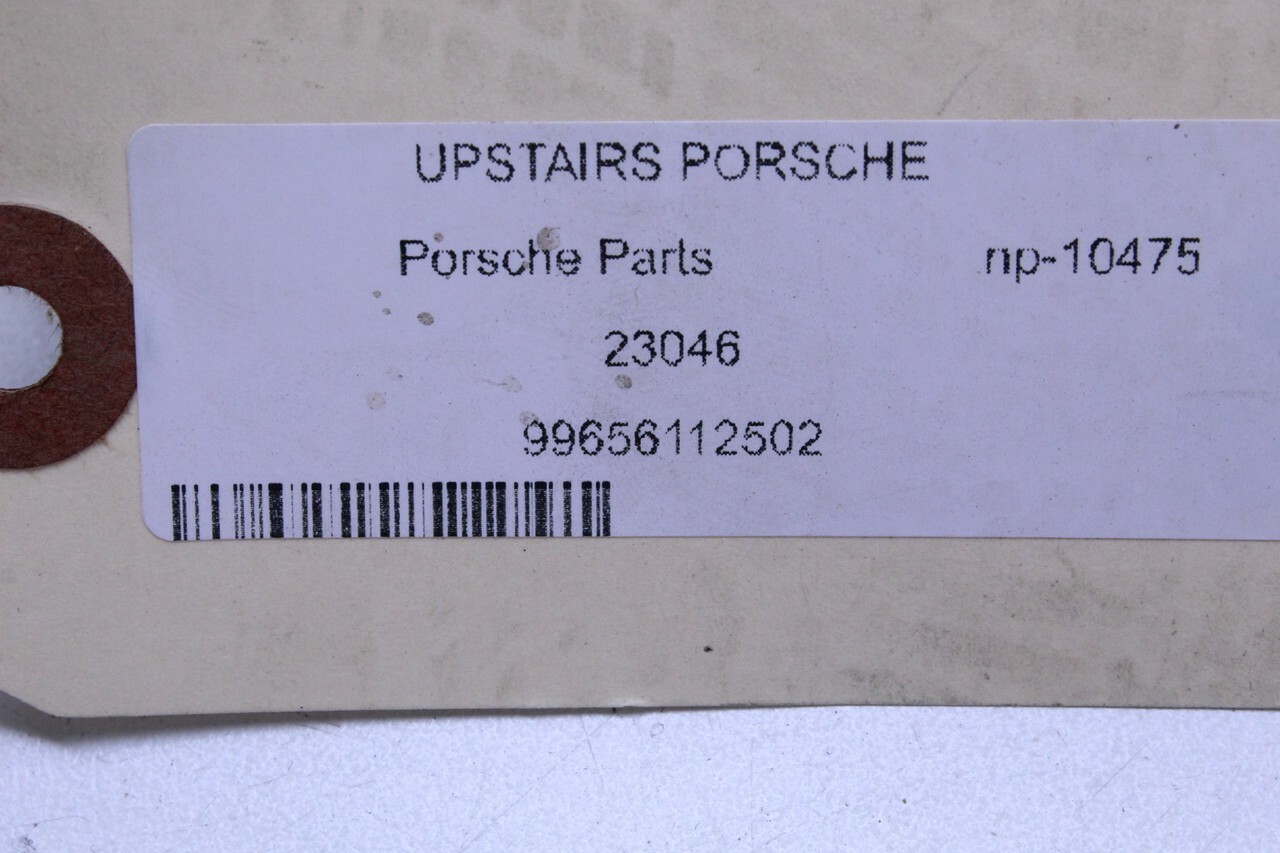 UPSTAIRS PORSCHE
Porsche Parts np-10475
23046
99656112502